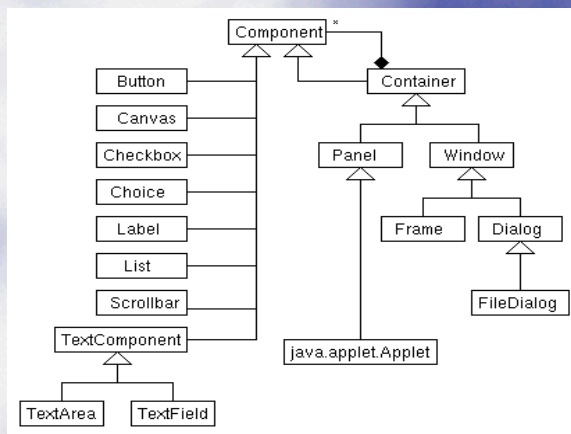 Component *
Button
Container
Canvas
Checkbox
Panel
Window
Choice
Label
Frame
Dialog
List
Scrollbar
FileDialog
TextComponent
java.applet.Applet
TextArea
TextField